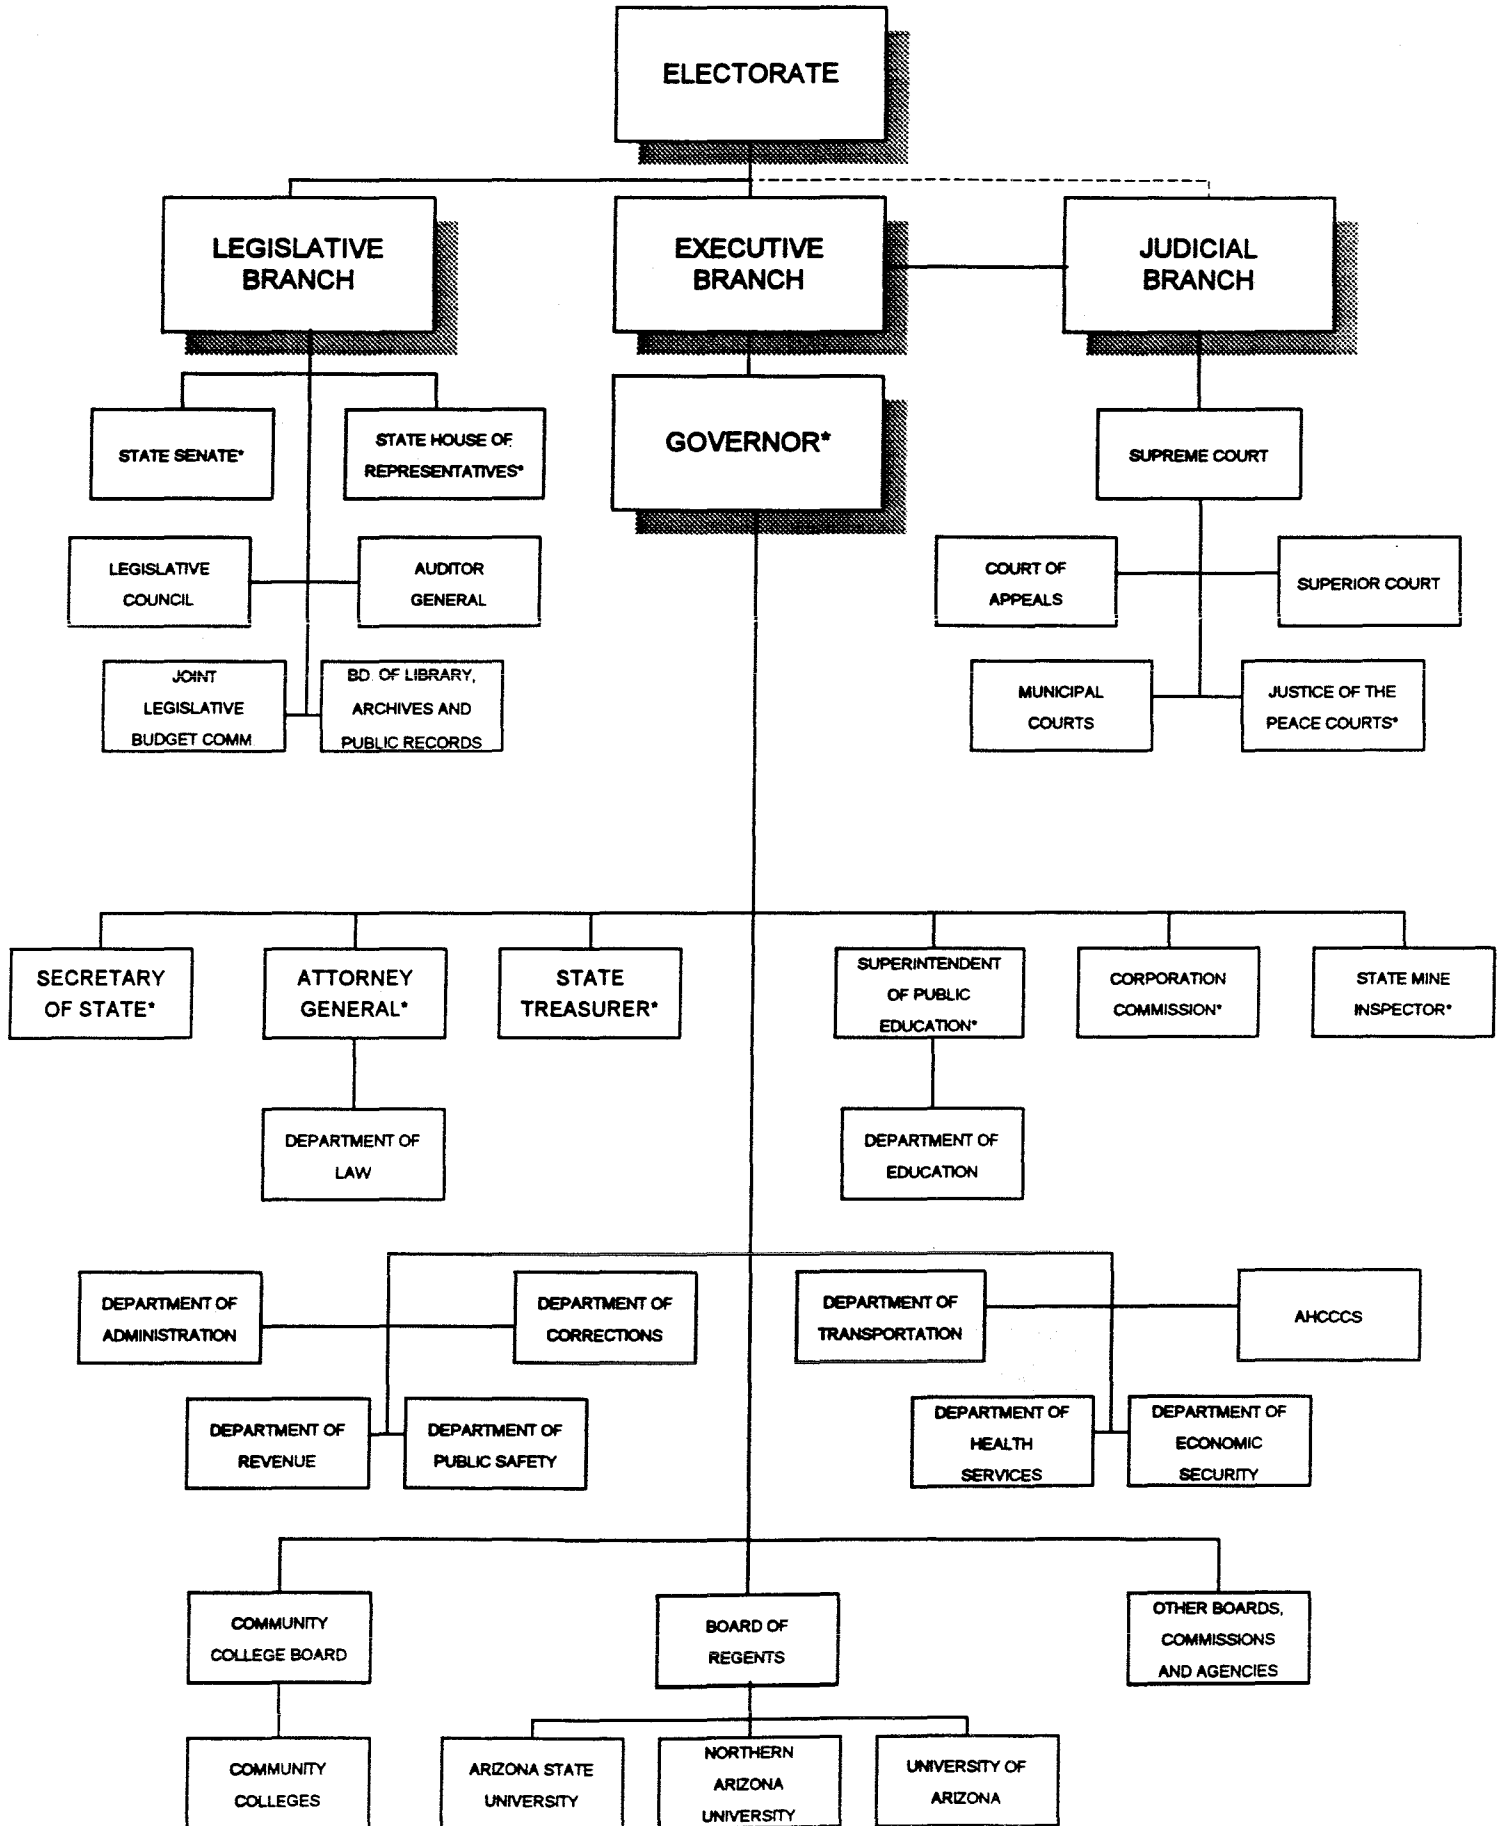 ELECTORATE
LEGISLATIVE
BRANCH
EXECUTIVE
BRANCH
JUDICIAL
BRANCH
STATE SENATE*
STATE HOUSE OF
REPRESENTATIVES*
GOVERNOR*
SUPREME COURT
LEGISLATIVE
COUNCIL
AUDITOR
GENERAL
COURT OF
APPEALS
SUPERIOR COURT
JOINT
LEGISLATIVE
BUDGET COMM
BD. OF LIBRARY,
ARCHIVES AND
PUBLIC RECORDS
MUNICIPAL
COURTS
JUSTICE OF THE
PEACE COURTS*
SECRETARY
OF STATE*
ATTORNEY
GENERAL*
STATE
TREASURER*
SUPERINTENDENT
OF PUBLIC
EDUCATION*
CORPORATION
COMMISSION*
STATE MINE
INSPECTOR*
DEPARTMENT OF
LAW
DEPARTMENT OF
EDUCATION
DEPARTMENT OF
ADMINISTRATION
DEPARTMENT OF
CORRECTIONS
DEPARTMENT OF
TRANSPORTATION
AHCCCS
DEPARTMENT OF
REVENUE
DEPARTMENT OF
PUBLIC SAFETY
DEPARTMENT OF
HEALTH
SERVICES
DEPARTMENT OF
ECONOMIC
SECURITY
COMMUNITY
COLLEGE BOARD
BOARD OF
REGENTS
OTHER BOARDS,
COMMISSIONS
AND AGENCIES
COMMUNITY
COLLEGES
ARIZONA STATE
UNIVERSITY
NORTHERN
ARIZONA
UNIVERSITY
UNIVERSITY OF
ARIZONA